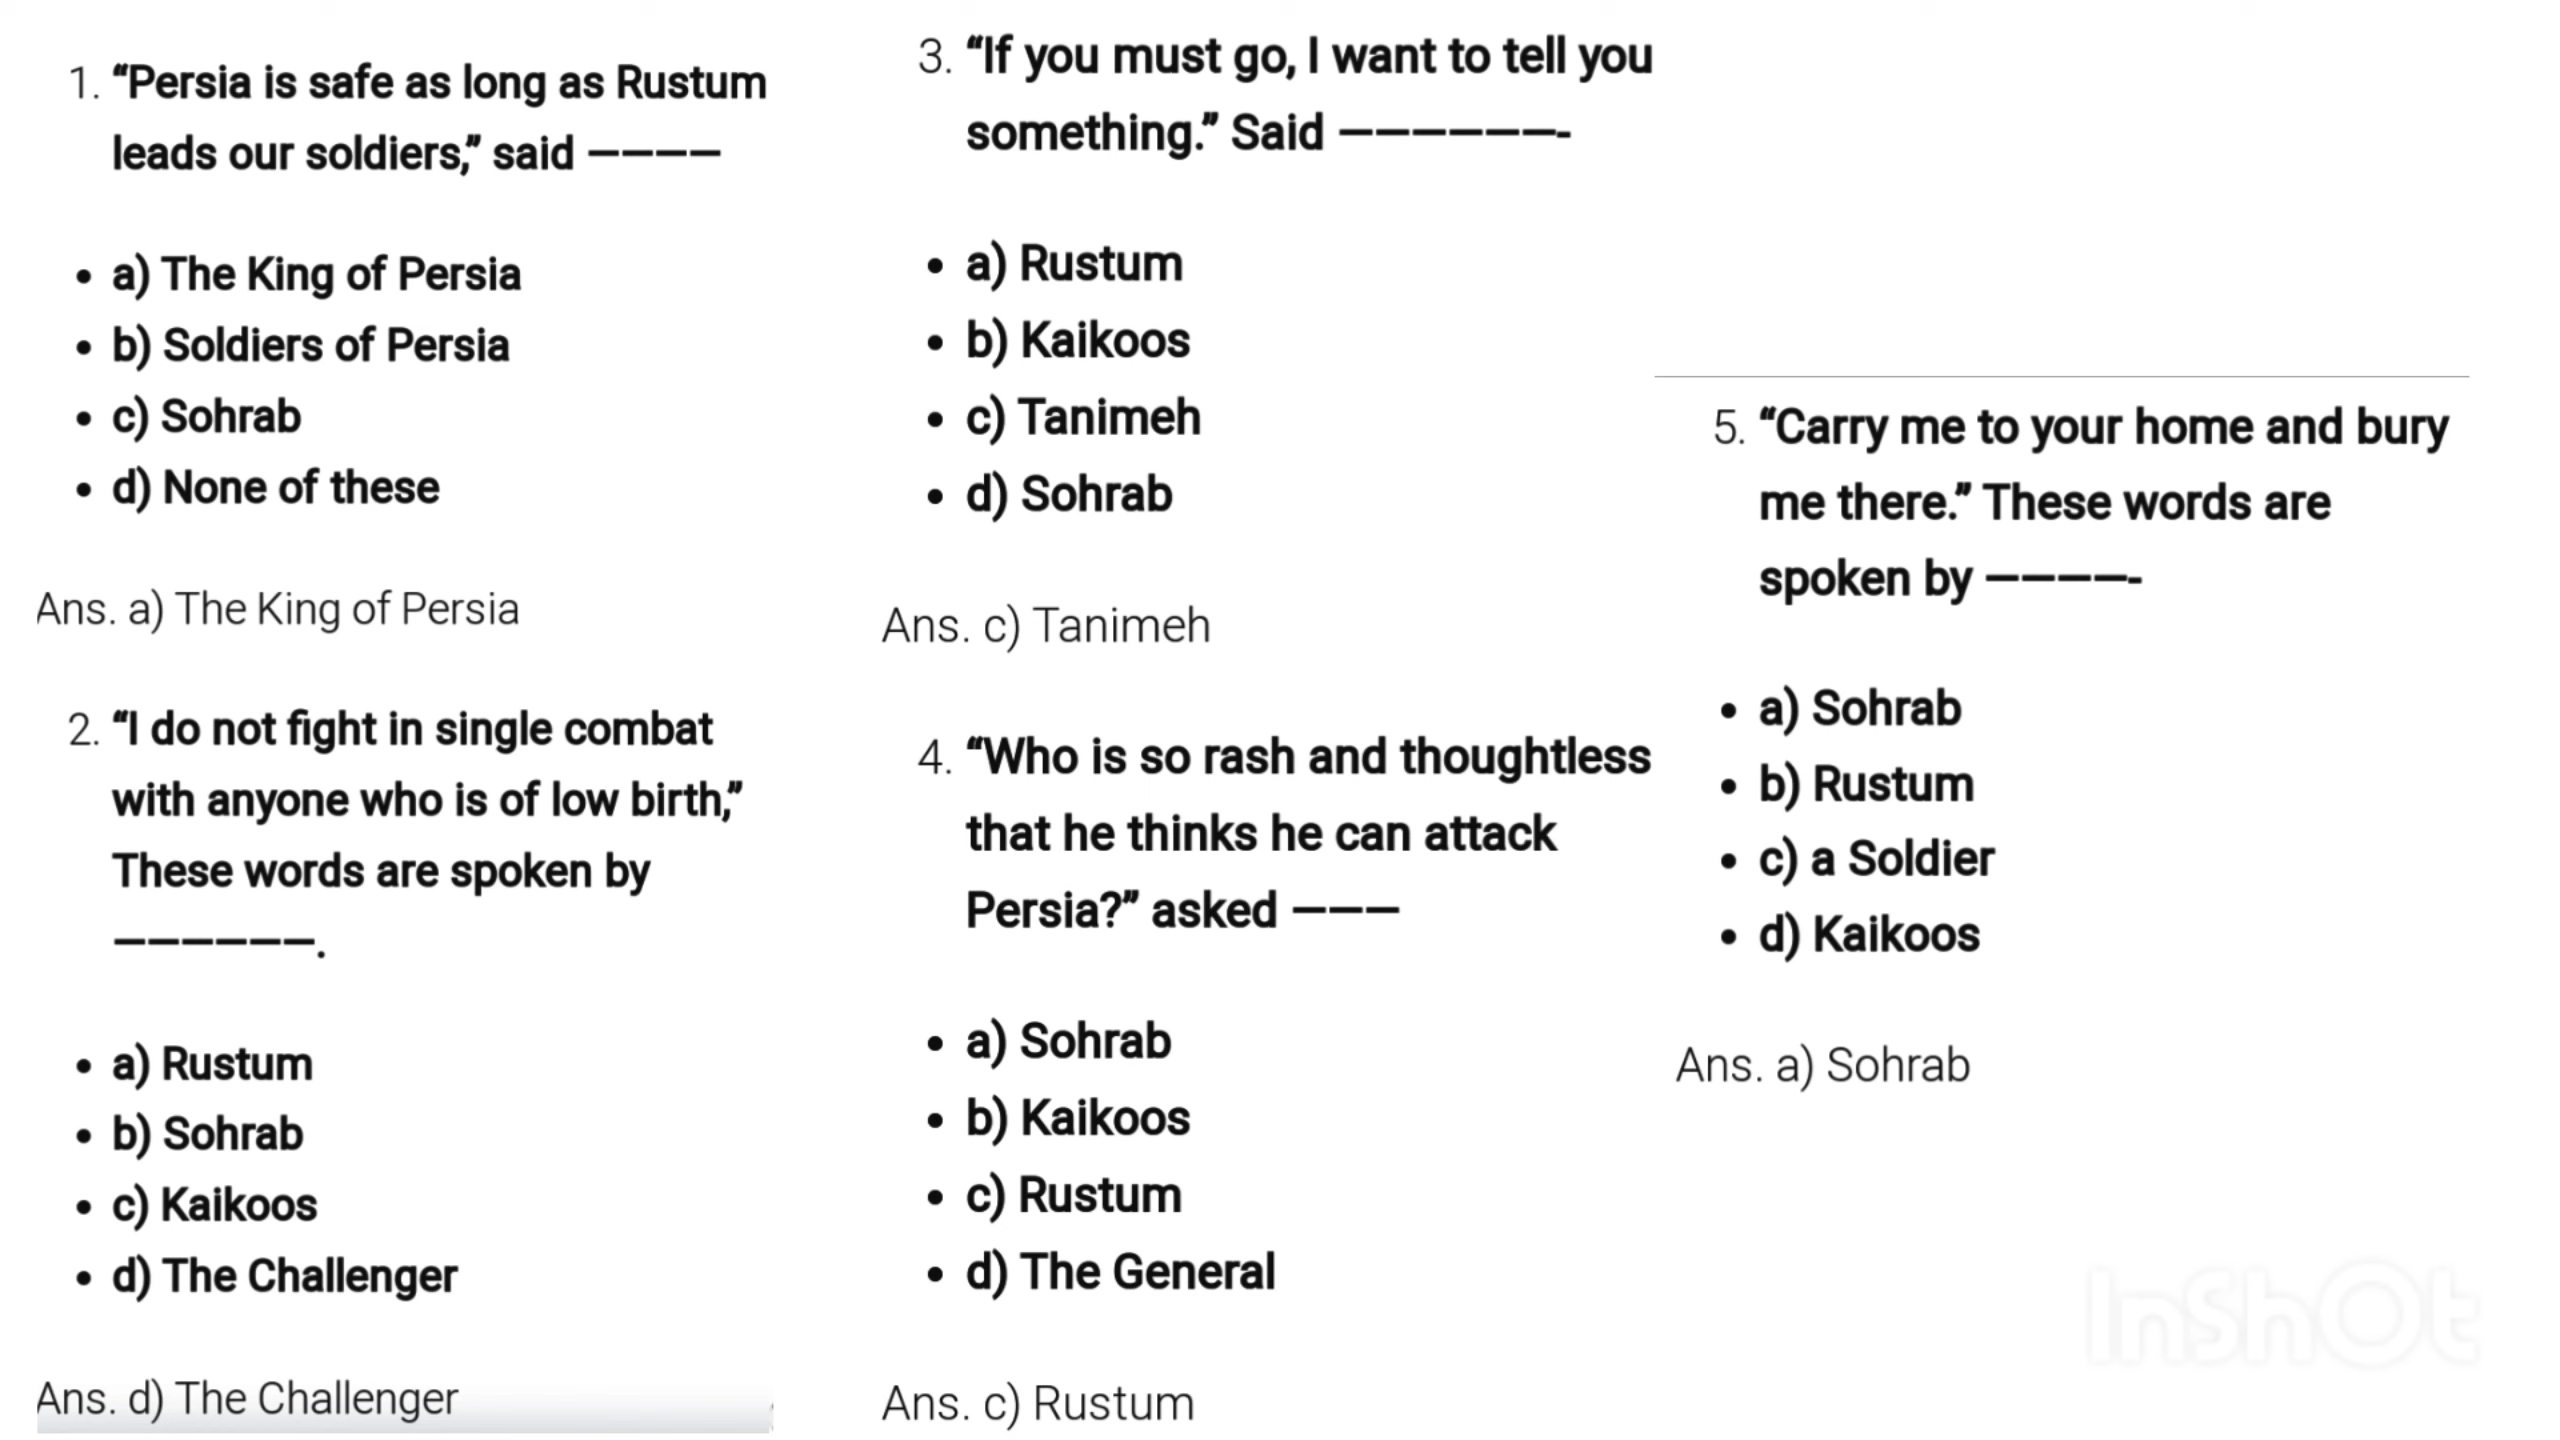 1. “Persia is safe as long as Rustum
leads our soldiers,” said ————
• a) The King of Persia
• b) Soldiers of Persia
• c) Sohrab
• d) None of these
Ans. a) The King of Persia
2. “I do not fight in single combat
with anyone who is of low birth,”
These words are spoken by
——————.
• a) Rustum
• b) Sohrab
• c) Kaikoos
• d) The Challenger
Ans. d) The Challenger
3. “If you must go, I want to tell you
something.” Said ——————-
• a) Rustum
• b) Kaikoos
• c) Tanimeh
• d) Sohrab
Ans. c) Tanimeh
4. “Who is so rash and thoughtless
that he thinks he can attack
Persia?” asked ———
• a) Sohrab
• b) Kaikoos
• c) Rustum
• d) The General
Ans. c) Rustum
5. “Carry me to your home and bury
me there.” These words are
spoken by ————-
• a) Sohrab
• b) Rustum
• c) a Soldier
• d) Kaikoos
Ans. a) Sohrab
InShOt